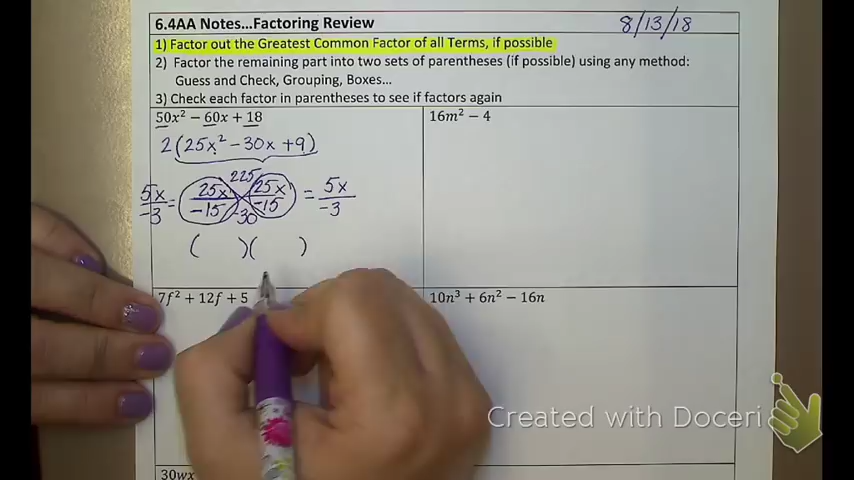 6.4AA Notes...Factoring Review
8/13/18
1) Factor out the Greatest Common Factor of all Terms, if possible
2) Factor the remaining part into two sets of parentheses (if possible) using any method:
Guess and Check, Grouping, Boxes...
3) Check each factor in parentheses to see if factors again
50x² − 60x + 18
2(25x² −30x +9)
225
5x/-3 = 25x/-15 25x/-15 = 5x/-3
-30
( )( )
16m² − 4
7f² + 12f + 5
10n³ + 6n² − 16n
30wx
Created with Doceri